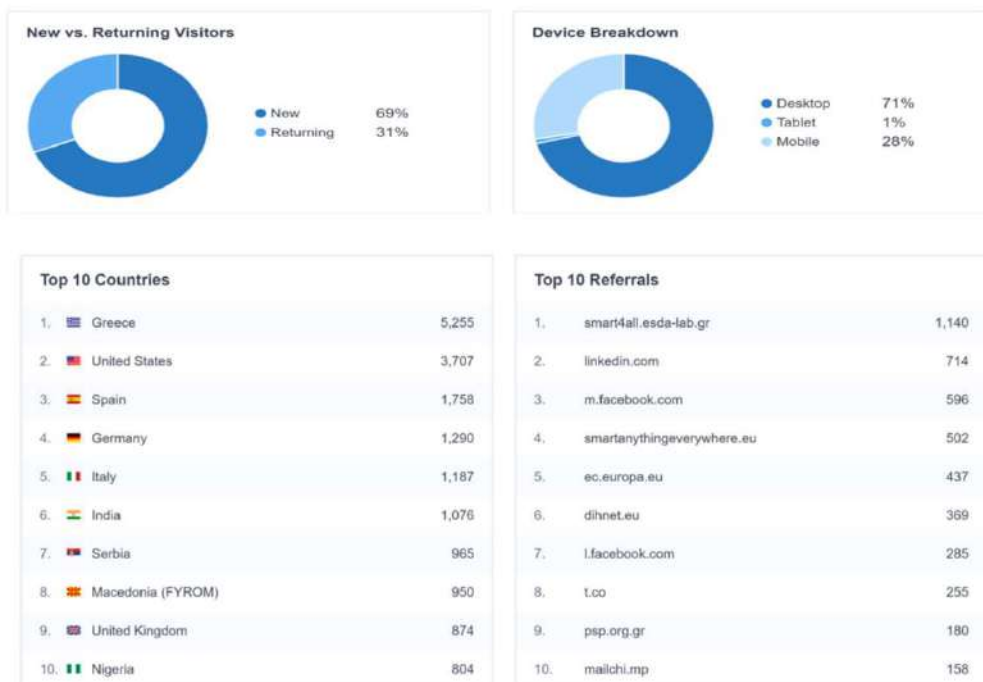 New vs. Returning Visitors
New 69%
Returning 31%
Device Breakdown
Desktop 71%
Tablet 1%
Mobile 28%
Top 10 Countries
1. Greece 5,255
2. United States 3,707
3. Spain 1,758
4. Germany 1,290
5. Italy 1,187
6. India 1,076
7. Serbia 965
8. Macedonia (FYROM) 950
9. United Kingdom 874
10. Nigeria 804
Top 10 Referrals
1. smart4all.esda-lab.gr 1,140
2. linkedin.com 714
3. m.facebook.com 596
4. smartanythingeverywhere.eu 502
5. ec.europa.eu 437
6. dihnet.eu 369
7. l.facebook.com 285
8. t.co 255
9. psp.org.gr 180
10. mailchi.mp 158